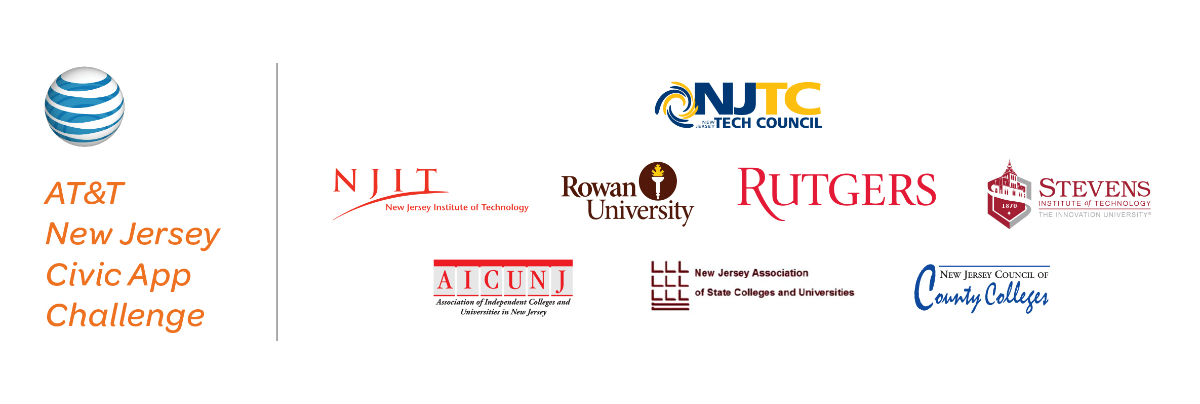 AT&T
New Jersey
Civic App
Challenge
NJTC
NEW JERSEY TECH COUNCIL
NJIT
New Jersey Institute of Technology
Rowan
University
RUTGERS
1870
STEVENS
INSTITUTE of TECHNOLOGY
THE INNOVATION UNIVERSITY®
AICUNJ
Association of Independent Colleges and
Universities in New Jersey
New Jersey Association
of State Colleges and Universities
NEW JERSEY COUNCIL OF
County Colleges